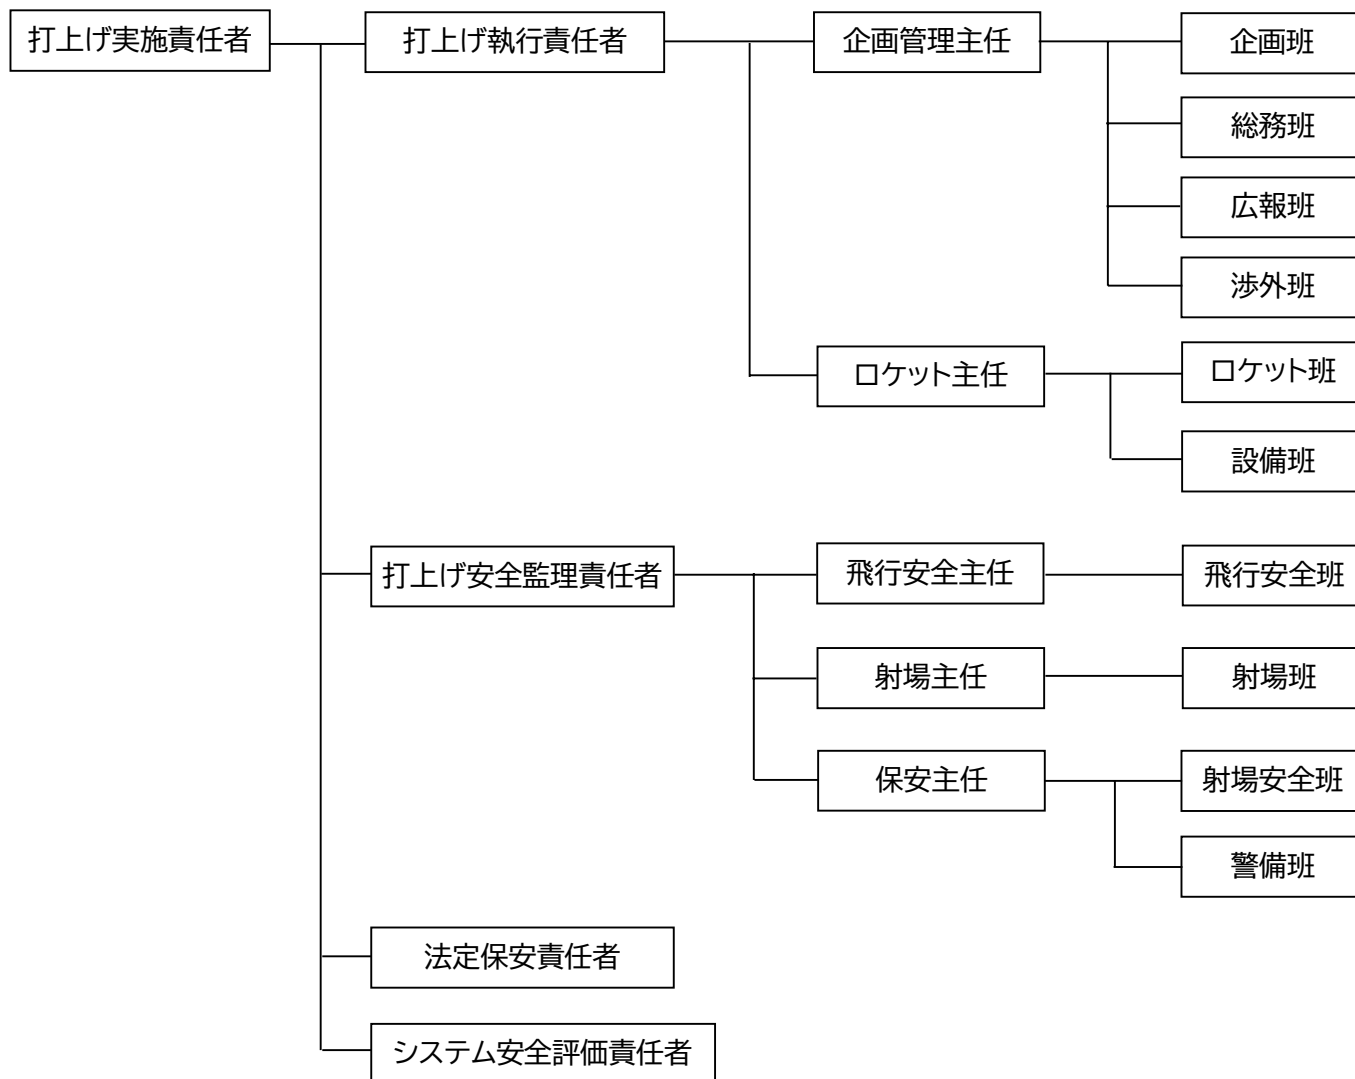 打上げ実施責任者
打上げ執行責任者
企画管理主任
企画班
総務班
広報班
渉外班
ロケット主任
ロケット班
設備班
打上げ安全監理責任者
飛行安全主任
飛行安全班
射場主任
射場班
保安主任
射場安全班
警備班
法定保安責任者
システム安全評価責任者